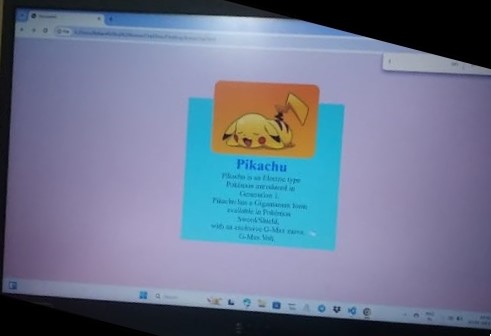 Pikachu
Pikachu is an Electric type
Pokémon introduced in
Generation 1.
Pikachu has a Gigantamax form
available in Pokémon
Sword/Shield,
with an exclusive G-Max move,
G-Max Volt